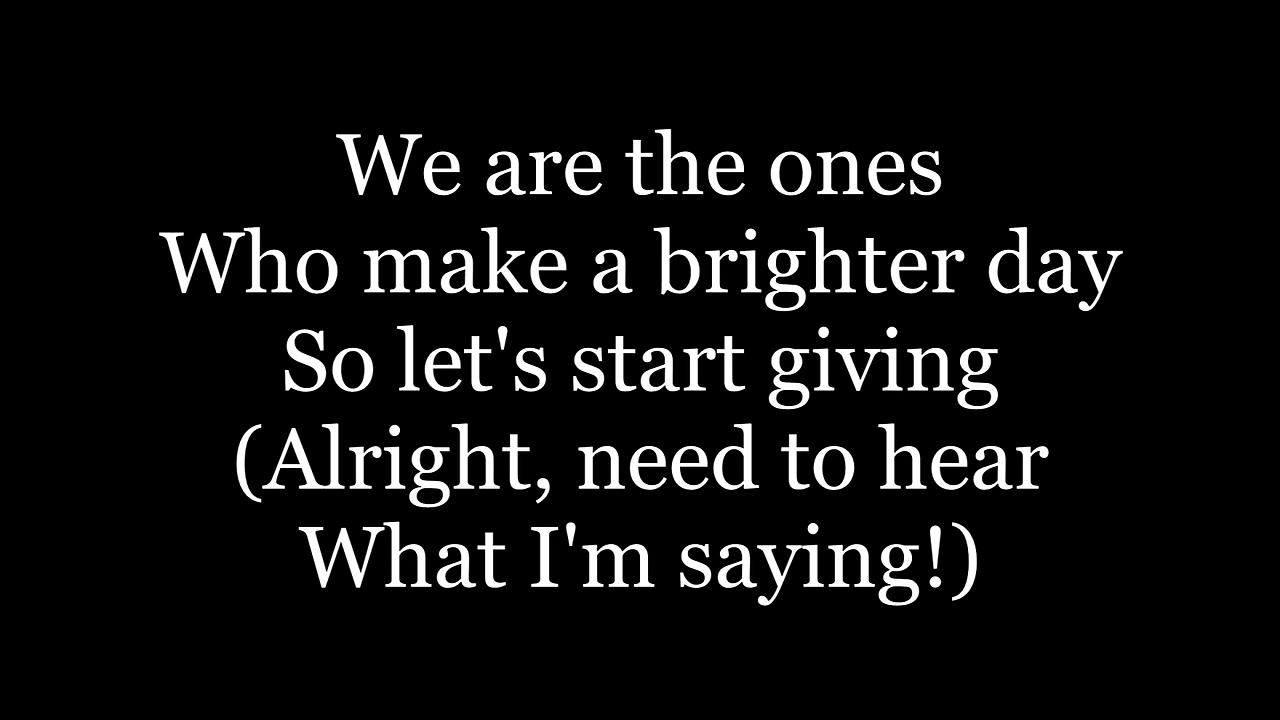 We are the ones
Who make a brighter day
So let's start giving
(Alright, need to hear
What I'm saying!)